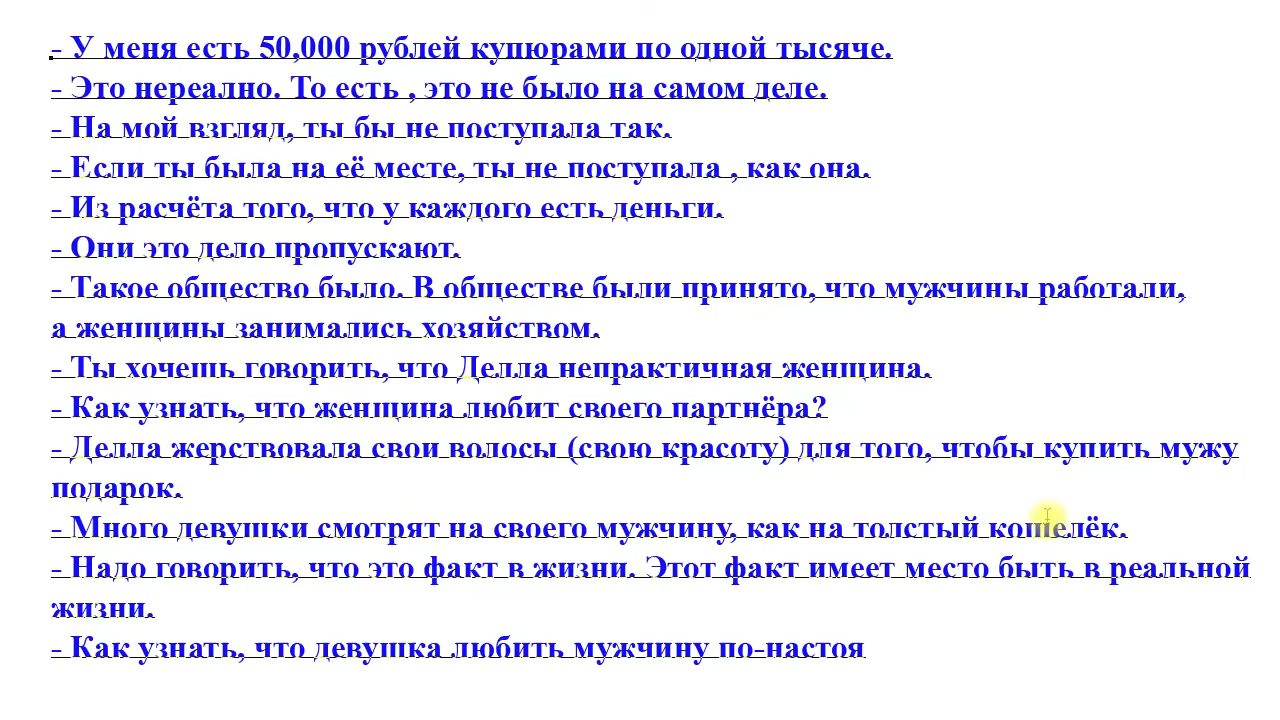 - У меня есть 50,000 рублей купюрами по одной тысяче.
- Это нереално. То есть , это не было на самом деле.
- На мой взгляд, ты бы не поступала так.
- Если ты была на её месте, ты не поступала , как она.
- Из расчёта того, что у каждого есть деньги.
- Они это дело пропускают.
- Такое общество было. В обществе были принято, что мужчины работали,
а женщины занимались хозяйством.
- Ты хочешь говорить, что Делла непрактичная женщина.
- Как узнать, что женщина любит своего партнёра?
- Делла жерствовала свои волосы (свою красоту) для того, чтобы купить мужу
подарок.
- Много девушки смотрят на своего мужчину, как на толстый кошелёк.
- Надо говорить, что это факт в жизни. Этот факт имеет место быть в реальной
жизни.
- Как узнать, что девушка любить мужчину по-настоя